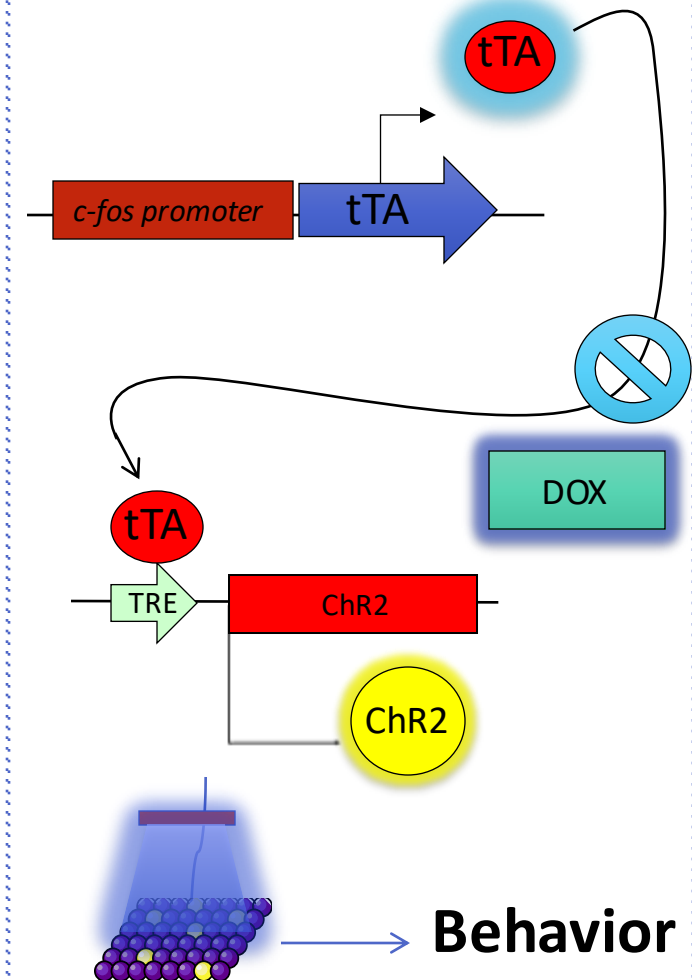 tTA
c-fos promoter
tTA
DOX
tTA
TRE
ChR2
ChR2
Behavior